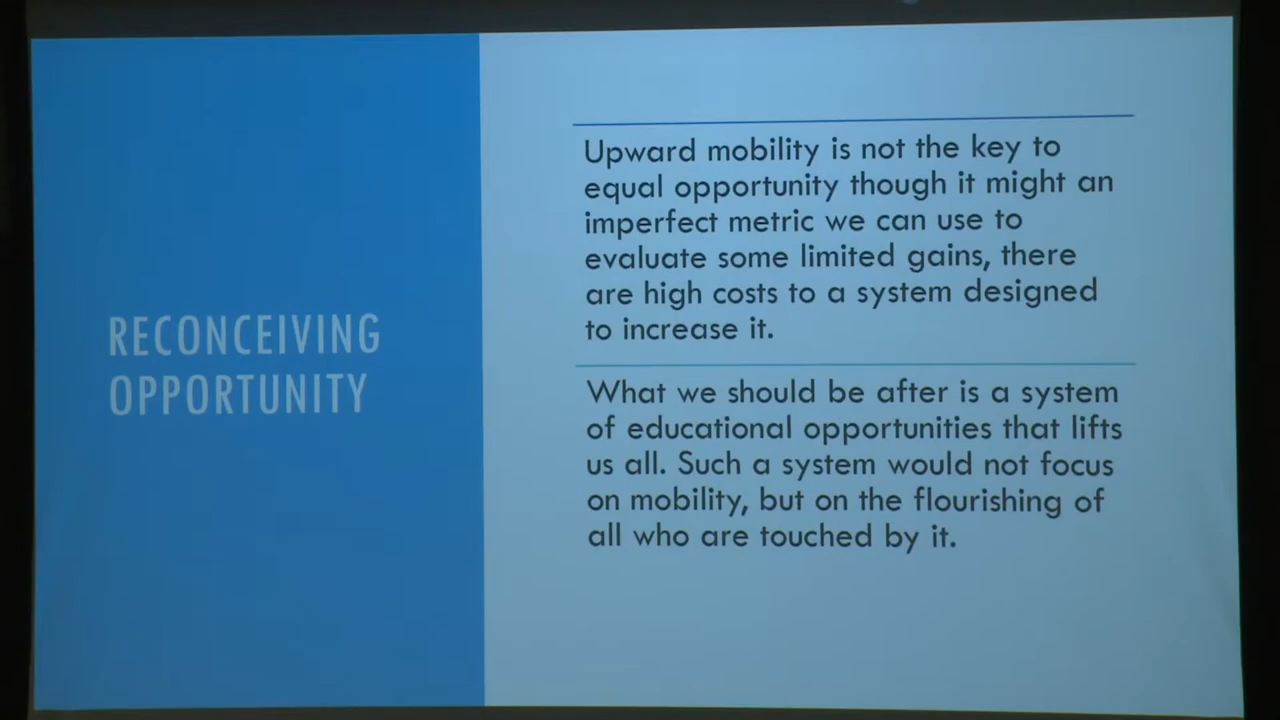 RECONCEIVING
OPPORTUNITY
Upward mobility is not the key to
equal opportunity though it might an
imperfect metric we can use to
evaluate some limited gains, there
are high costs to a system designed
to increase it.
What we should be after is a system
of educational opportunities that lifts
us all. Such a system would not focus
on mobility, but on the flourishing of
all who are touched by it.